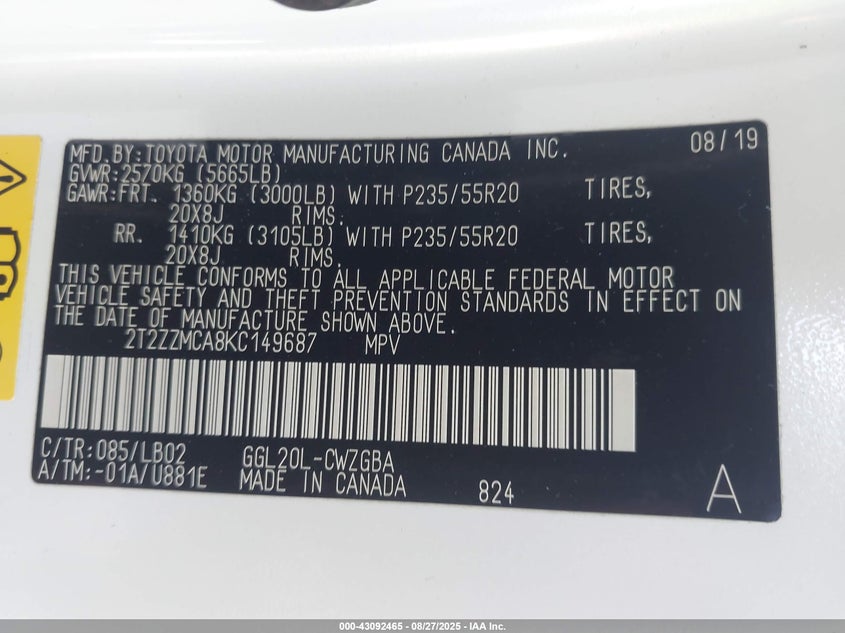 MFD.BY:TOYOTA MOTOR MANUFACTURING CANADA INC. 08/19
GVWR:2570KG (5665LB)
GAWR:FRT. 1360KG (3000LB) WITH P235/55R20 TIRES,
20X8J RIMS.
RR. 1410KG (3105LB) WITH P235/55R20 TIRES,
20X8J RIMS.
THIS VEHICLE CONFORMS TO ALL APPLICABLE FEDERAL MOTOR
VEHICLE SAFETY AND THEFT PREVENTION STANDARDS IN EFFECT ON
THE DATE OF MANUFACTURE SHOWN ABOVE.
2T2ZZMCA8KC149687 MPV
C/TR:085/LB02 GGL20L-CWZGBA
A/TM:-01A/U881E MADE IN CANADA 824 A
000-43092465 - 08/27/2025 - IAA Inc.